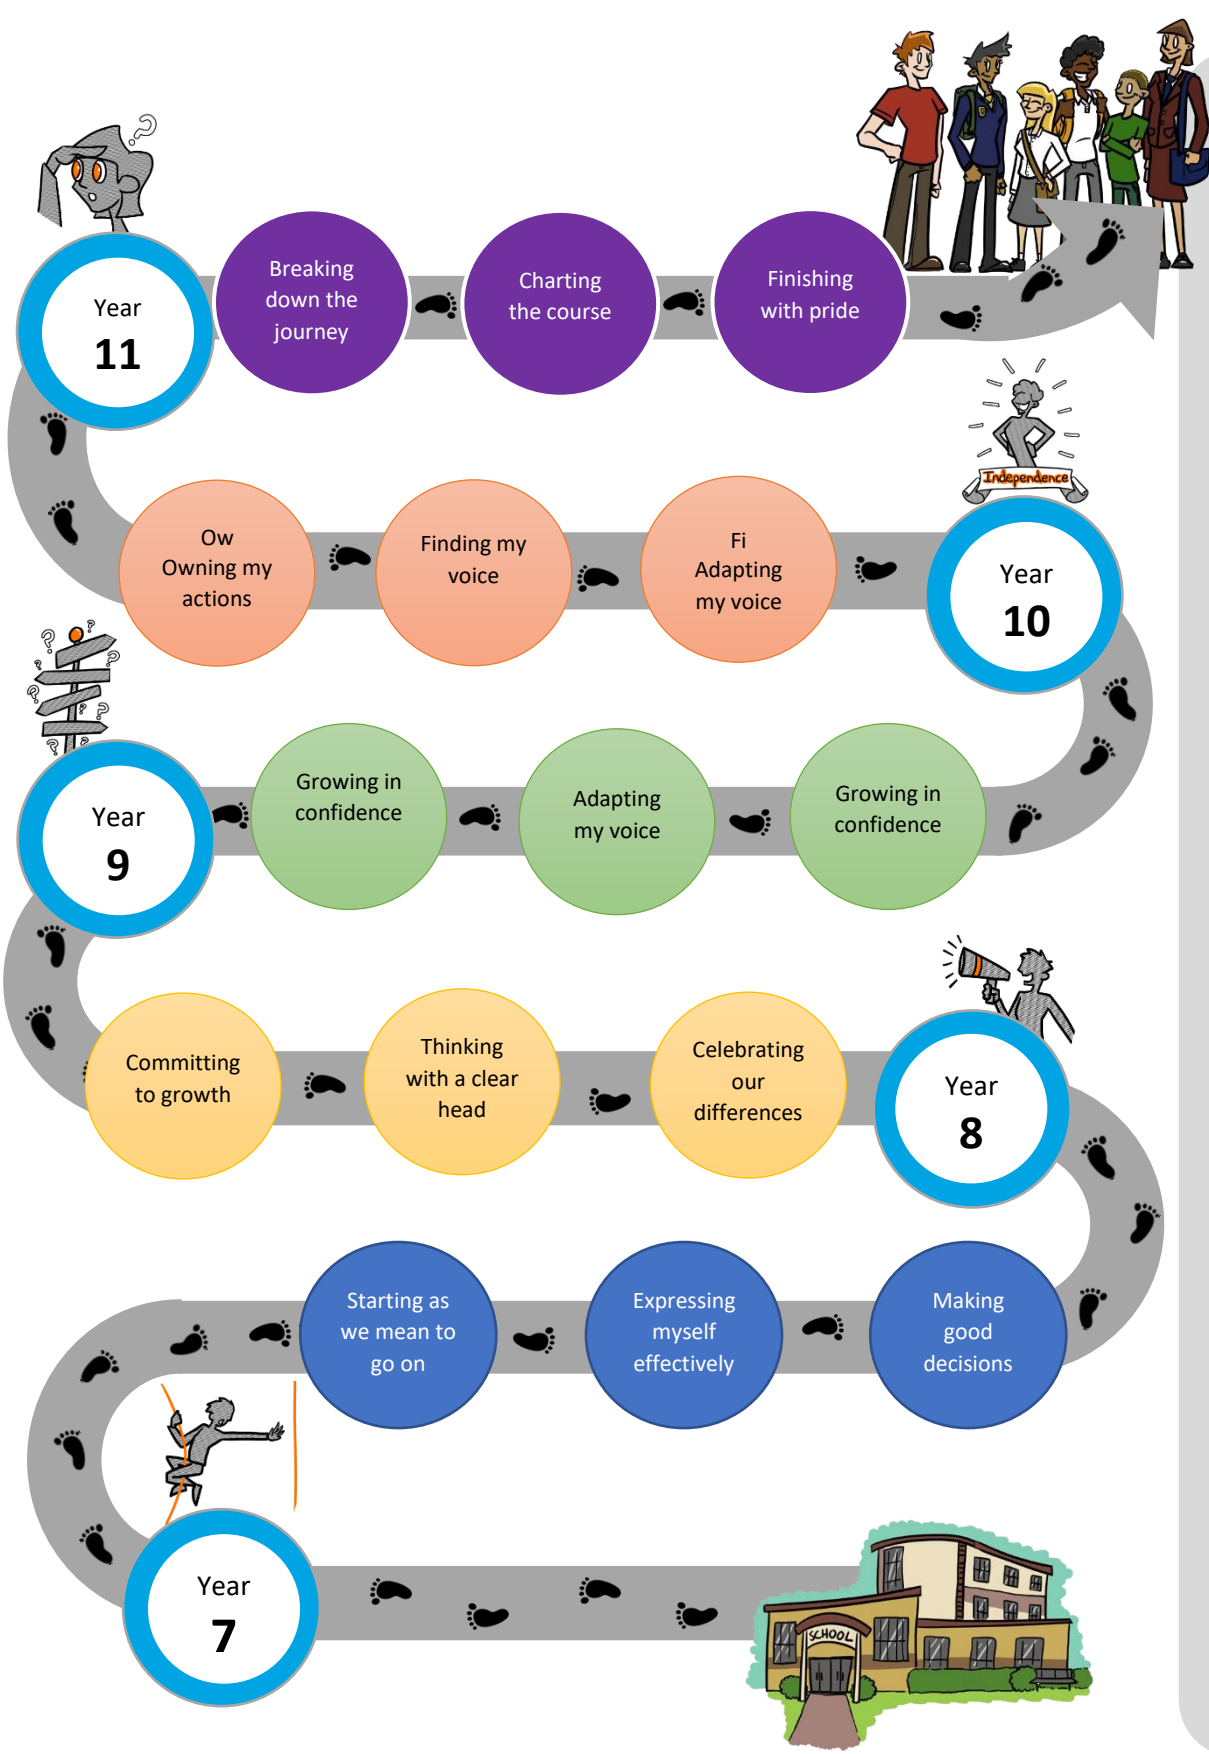 Year
11
Breaking
down the
journey
Charting
the course
Finishing
with pride
Independence
Ow
Owning my
actions
Finding my
voice
Fi
Adapting
my voice
Year
10
Year
9
Growing in
confidence
Adapting
my voice
Growing in
confidence
Committing
to growth
Thinking
with a clear
head
Celebrating
our
differences
Year
8
Starting as
we mean to
go on
Expressing
myself
effectively
Making
good
decisions
Year
7
SCHOOL